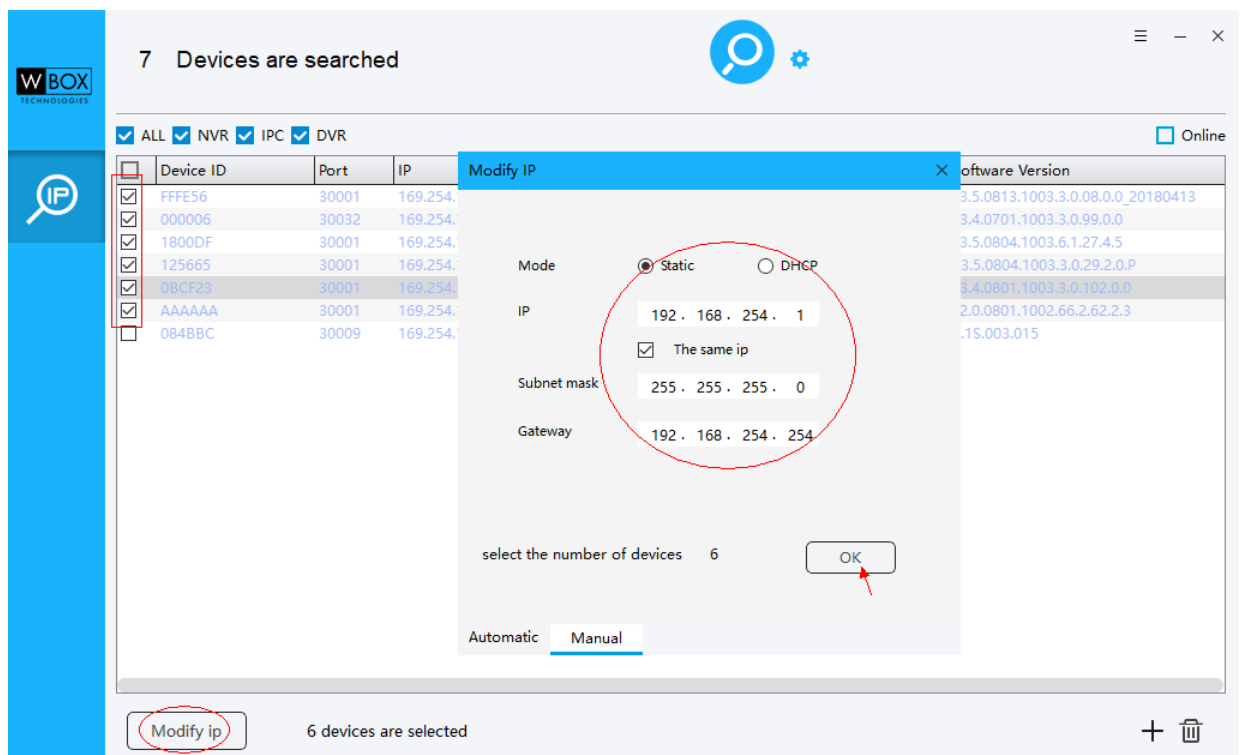 7 Devices are searched
W BOX
TECHNOLOGIES
ALL NVR IPC DVR Online
Device ID Port IP Modify IP oftware Version
IP
FFFE56 30001 169.254. 3.5.0813.1003.3.0.08.0.0_20180413
000006 30032 169.254. 3.4.0701.1003.3.0.99.0.0
1800DF 30001 169.254. 3.5.0804.1003.6.1.27.4.5
125665 30001 169.254. 3.5.0804.1003.3.0.29.2.0.P
Mode Static DHCP
0BCF23 30001 169.254. 3.4.0801.1003.3.0.102.0.0
AAAAAA 30001 169.254. 2.0.0801.1002.66.2.62.2.3
IP 192. 168. 254. 1
084BBC 30009 169.254. .1S.003.015
The same ip
Subnet mask 255. 255. 255. 0
Gateway 192. 168. 254. 254
select the number of devices 6 OK
Automatic Manual
Modify ip 6 devices are selected